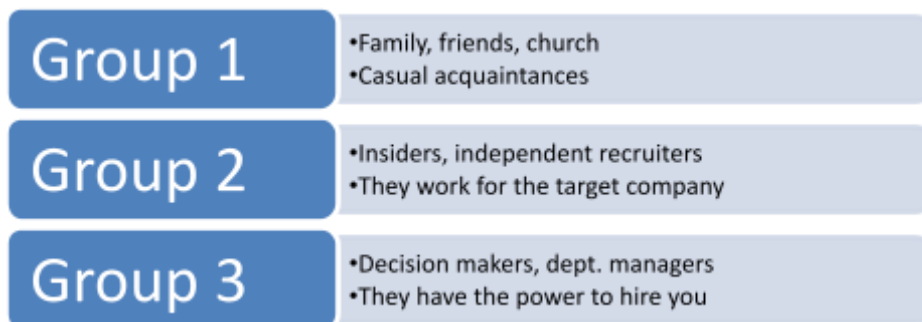 Group 1
•Family, friends, church
•Casual acquaintances
Group 2
•Insiders, independent recruiters
•They work for the target company
Group 3
•Decision makers, dept. managers
•They have the power to hire you